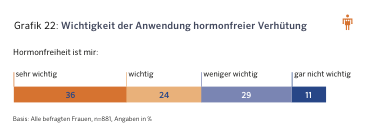 Grafik 22: Wichtigkeit der Anwendung hormonfreier Verhütung
Hormonfreiheit ist mir:
sehr wichtig wichtig weniger wichtig gar nicht wichtig
36 24 29 11
Basis: Alle befragten Frauen, n=881, Angaben in %